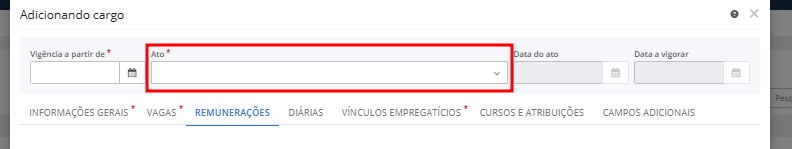 Adicionando cargo
Vigência a partir de * Ato * Data do ato Data a vigorar
INFORMAÇÕES GERAIS * VAGAS * REMUNERAÇÕES DIÁRIAS VÍNCULOS EMPREGATÍCIOS * CURSOS E ATRIBUIÇÕES CAMPOS ADICIONAIS